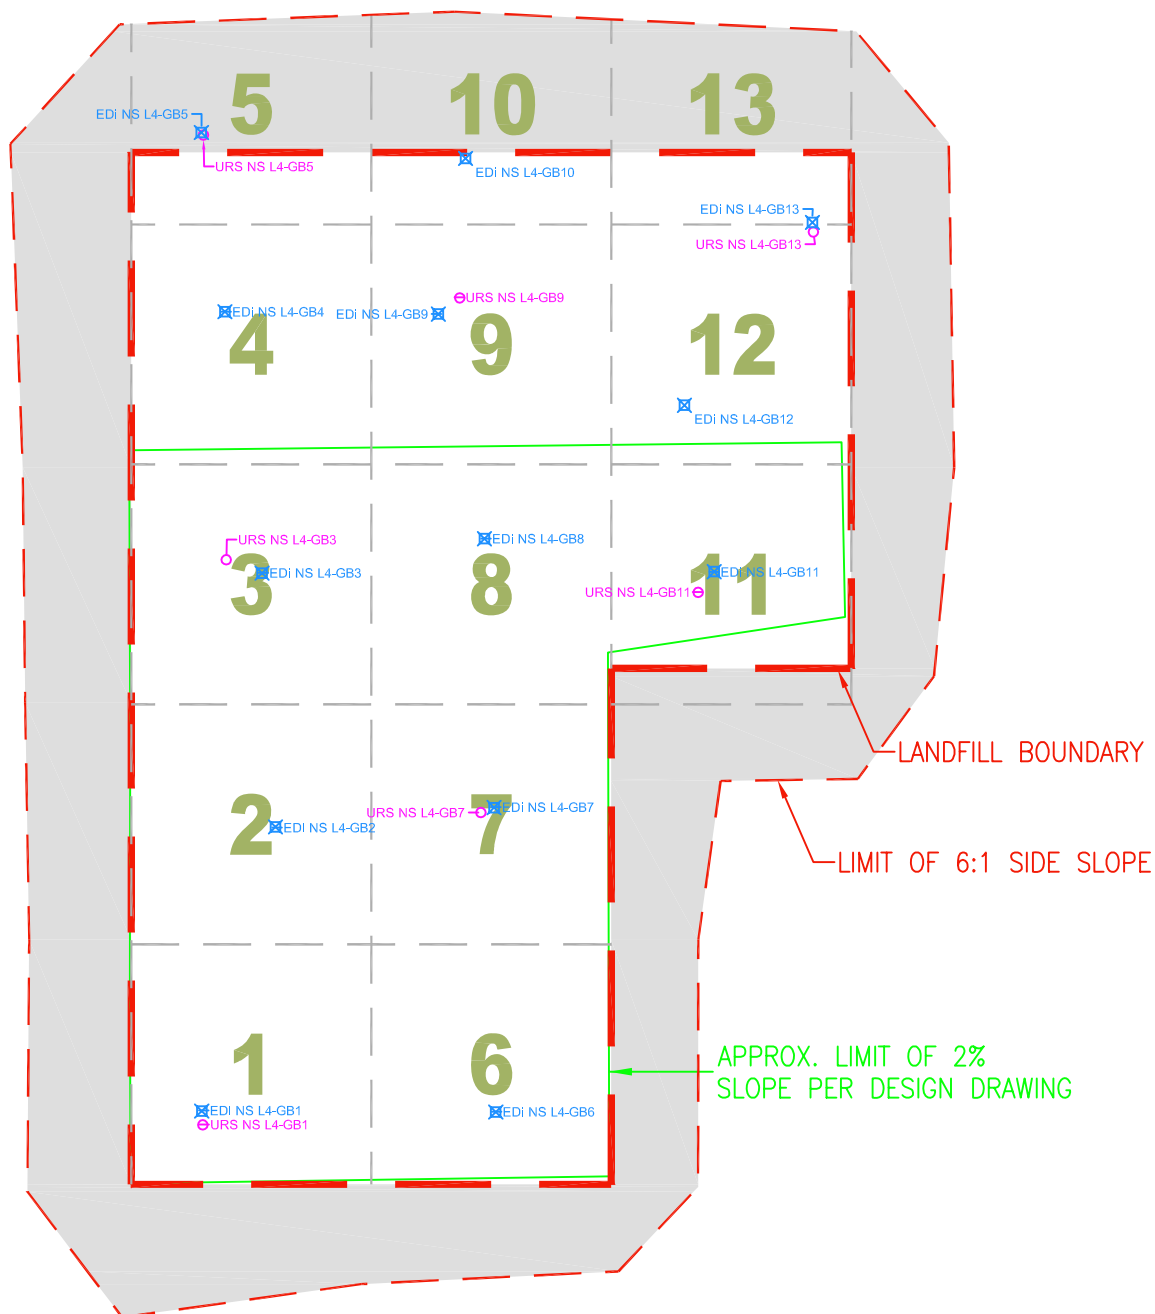 5
10
13
EDi NS L4-GB5
URS NS L4-GB5
EDi NS L4-GB10
EDi NS L4-GB13
URS NS L4-GB13
URS NS L4-GB9
EDi NS L4-GB4
EDi NS L4-GB9
4
9
12
EDi NS L4-GB12
URS NS L4-GB3
EDi NS L4-GB8
EDi NS L4-GB3
EDI NS L4-GB11
URS NS L4-GB11
3
8
11
LANDFILL BOUNDARY
EDi NS L4-GB7
URS NS L4-GB7
EDI NS L4-GB2
2
7
LIMIT OF 6:1 SIDE SLOPE
1
6
APPROX. LIMIT OF 2%
SLOPE PER DESIGN DRAWING
EDI NS L4-GB1
URS NS L4-GB1
EDi NS L4-GB6